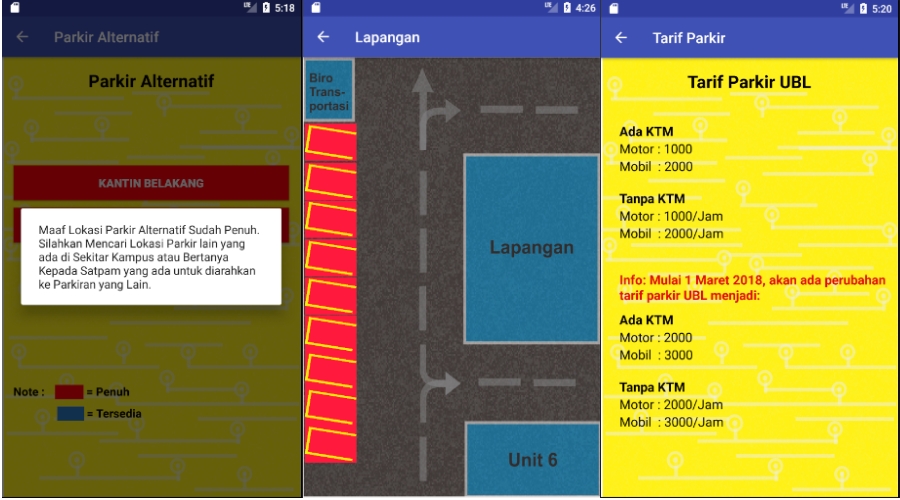 5:18
Parkir Alternatif
Parkir Alternatif
KANTIN BELAKANG
Maaf Lokasi Parkir Alternatif Sudah Penuh.
Silahkan Mencari Lokasi Parkir lain yang
ada di Sekitar Kampus atau Bertanya
Kepada Satpam yang ada untuk diarahkan
ke Parkiran yang Lain.
Note :
= Penuh
= Tersedia
LTE 4:26
Lapangan
Biro
Trans-
portasi
Lapangan
Unit 6
LTE 5:20
Tarif Parkir
Tarif Parkir UBL
Ada KTM
Motor : 1000
Mobil : 2000
Tanpa KTM
Motor : 1000/Jam
Mobil : 2000/Jam
Info: Mulai 1 Maret 2018, akan ada perubahan
tarif parkir UBL menjadi:
Ada KTM
Motor : 2000
Mobil : 3000
Tanpa KTM
Motor : 2000/Jam
Mobil : 3000/Jam